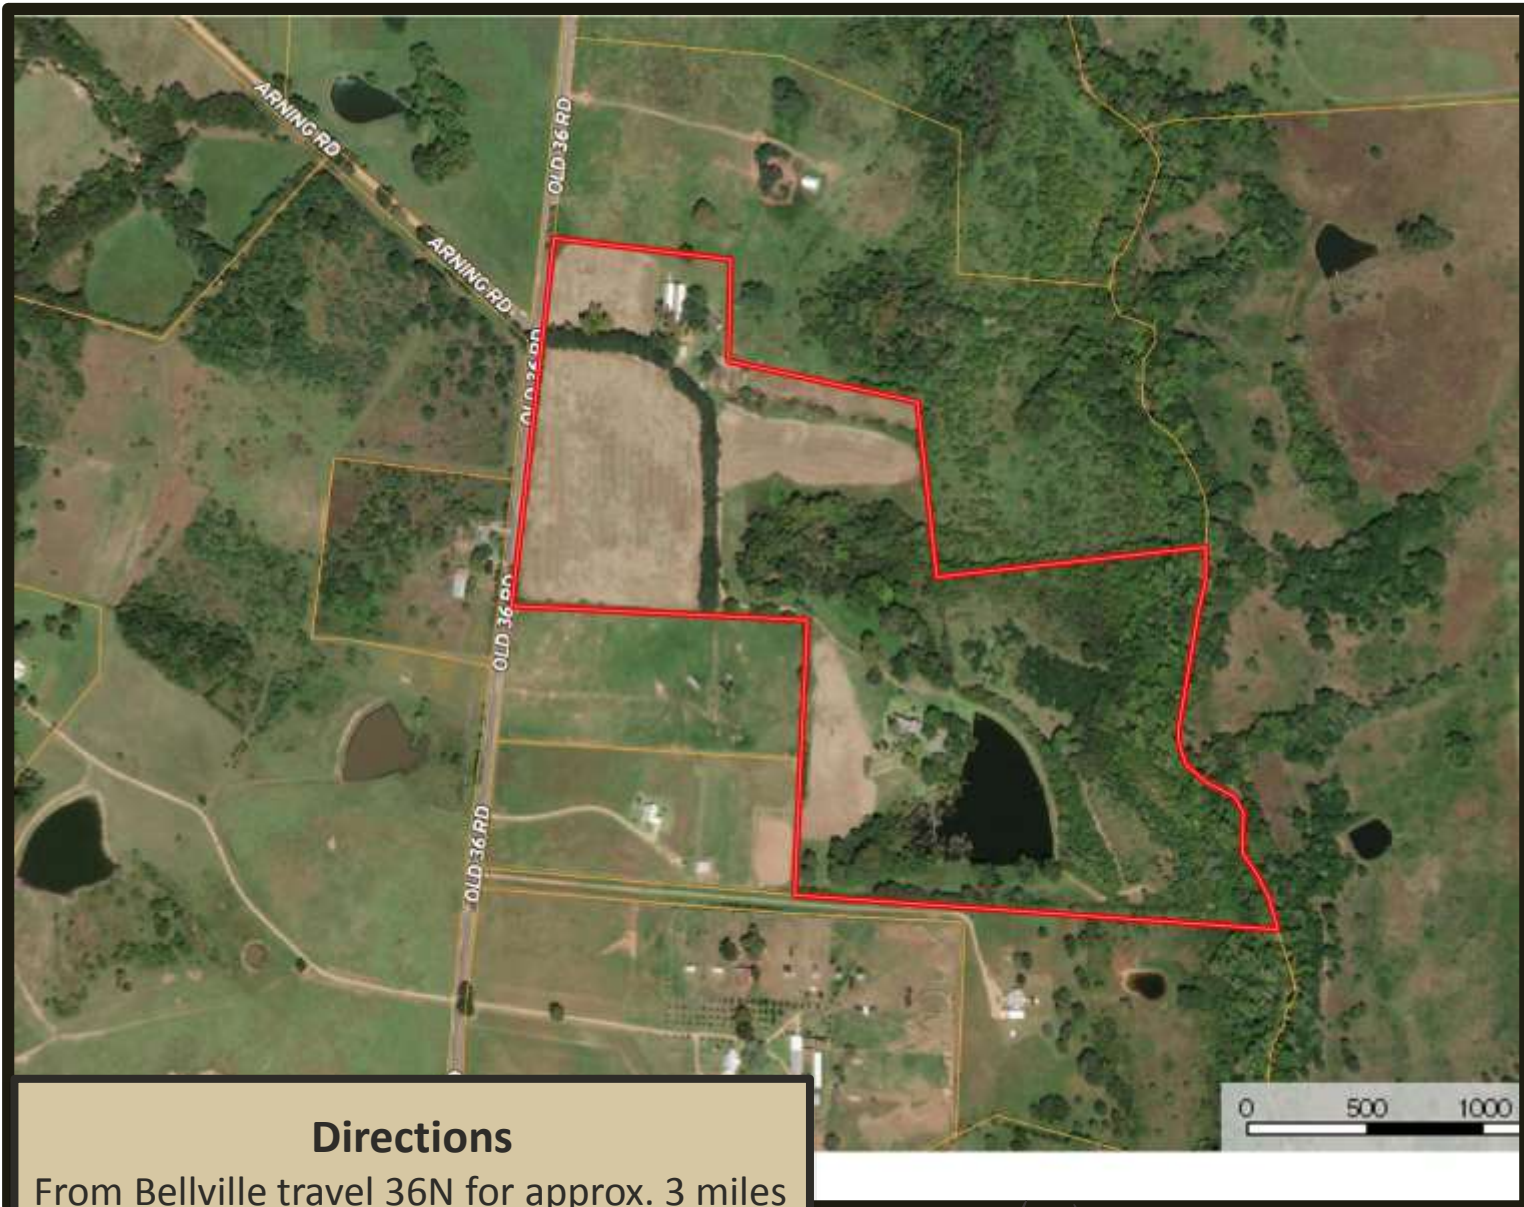 ARNING RD
OLD 36 RD
ARNING RD
OLD 36 RD
OLD 36 RD
OLD 36 RD
0 500 1000
Directions
From Bellville travel 36N for approx. 3 miles